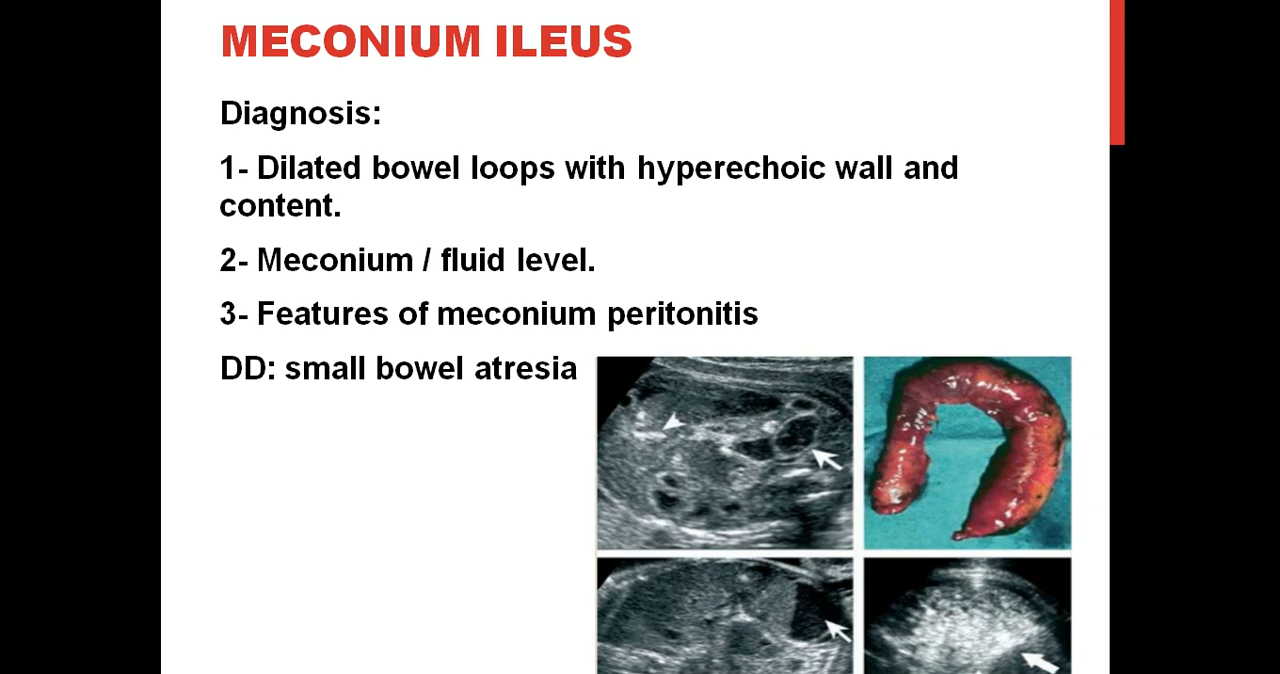 MECONIUM ILEUS
Diagnosis:
1- Dilated bowel loops with hyperechoic wall and
content.
2- Meconium / fluid level.
3- Features of meconium peritonitis
DD: small bowel atresia